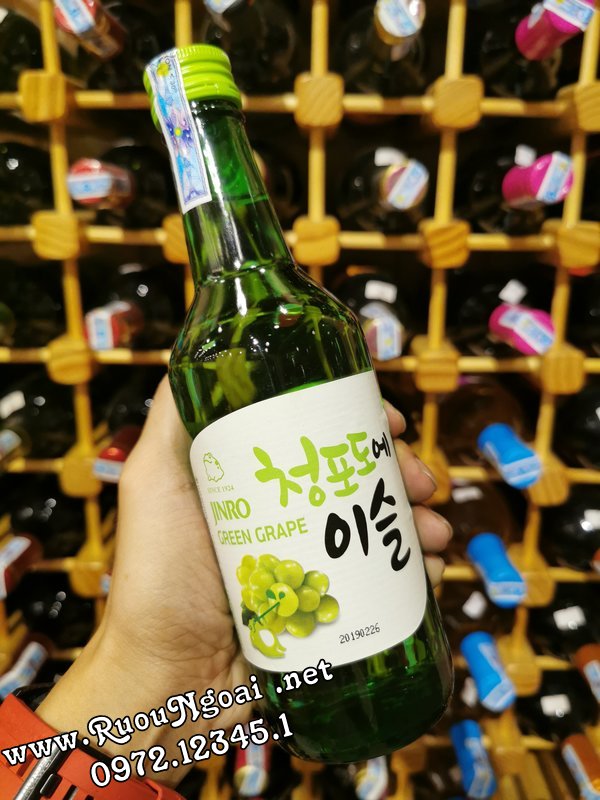 SINCE 1924
JINRO
GREEN GRAPE
청포도에
이슬
20190226
www.RuouNgoai.net
0972.12345.1